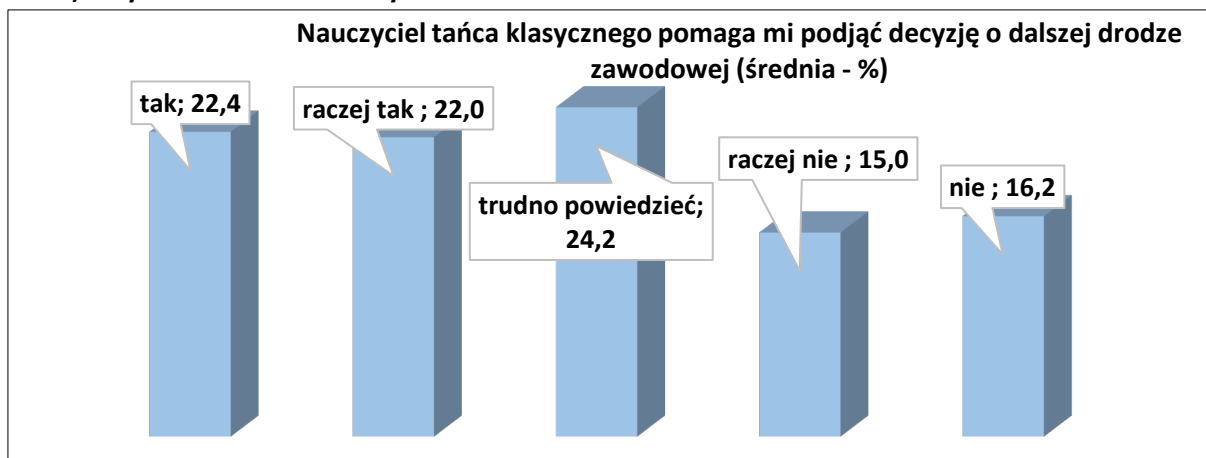 Nauczyciel tańca klasycznego pomaga mi podjąć decyzję o dalszej drodze
zawodowej (średnia - %)
tak; 22,4
raczej tak ; 22,0
trudno powiedzieć;
24,2
raczej nie ; 15,0
nie ; 16,2